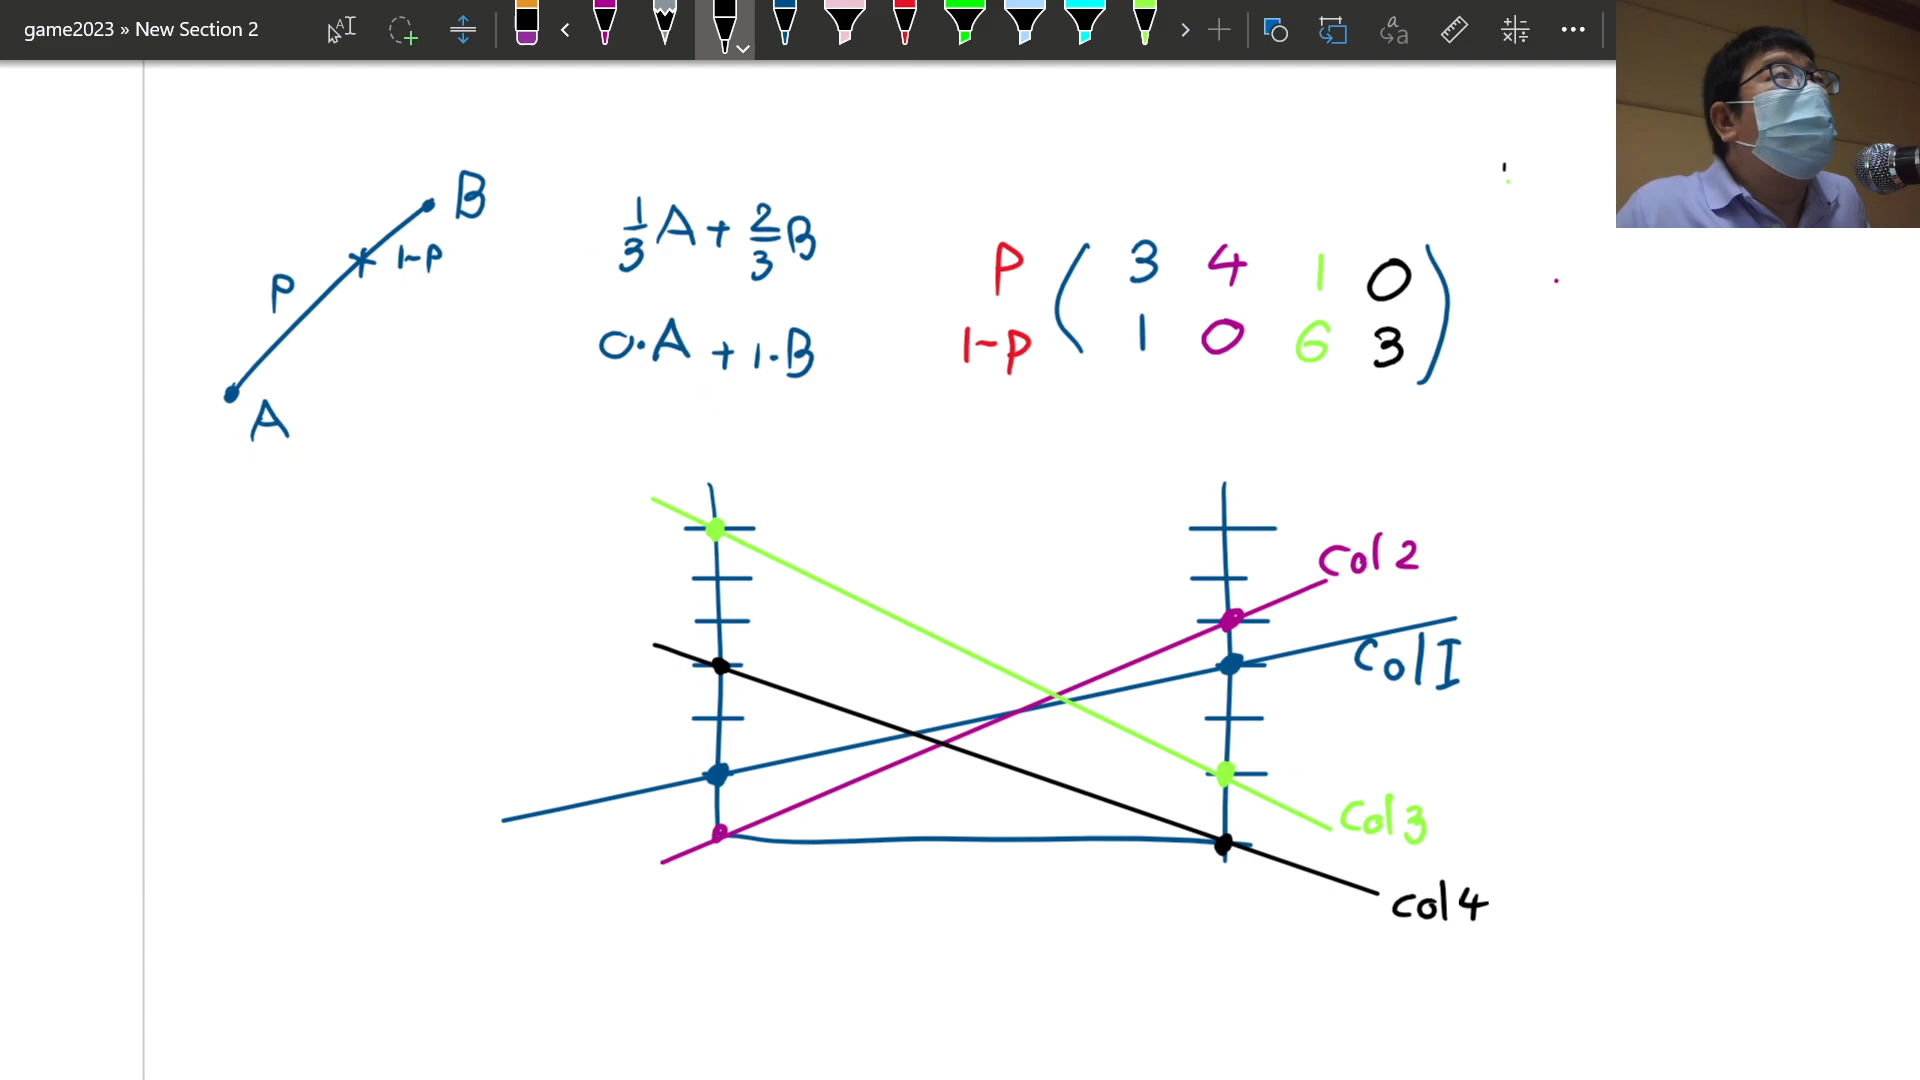 game2023 » New Section 2
B
1-P
P
A
1/3 A + 2/3 B
0·A + 1·B
P ( 3 4 1 0 )
1-P ( 1 0 6 3 )
Col 2
Col 1
Col 3
Col 4